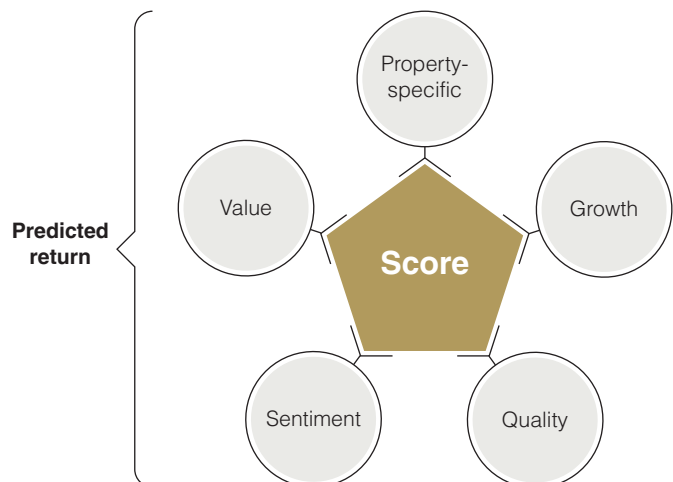 Property-
specific
Value
Growth
Predicted
return
Score
Sentiment
Quality